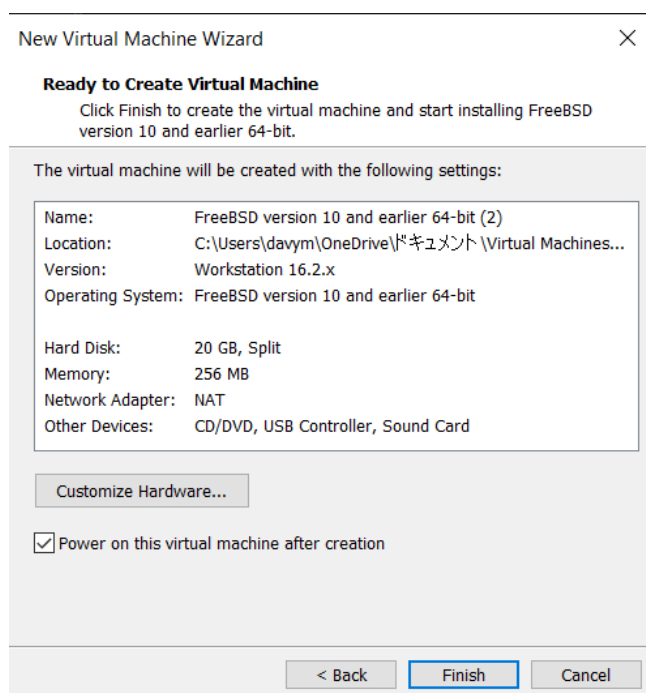 New Virtual Machine Wizard
Ready to Create Virtual Machine
Click Finish to create the virtual machine and start installing FreeBSD
version 10 and earlier 64-bit.
The virtual machine will be created with the following settings:
Name: FreeBSD version 10 and earlier 64-bit (2)
Location: C:\Users\davym\OneDrive\ドキュメント\Virtual Machines...
Version: Workstation 16.2.x
Operating System: FreeBSD version 10 and earlier 64-bit
Hard Disk: 20 GB, Split
Memory: 256 MB
Network Adapter: NAT
Other Devices: CD/DVD, USB Controller, Sound Card
Customize Hardware...
Power on this virtual machine after creation
< Back Finish Cancel